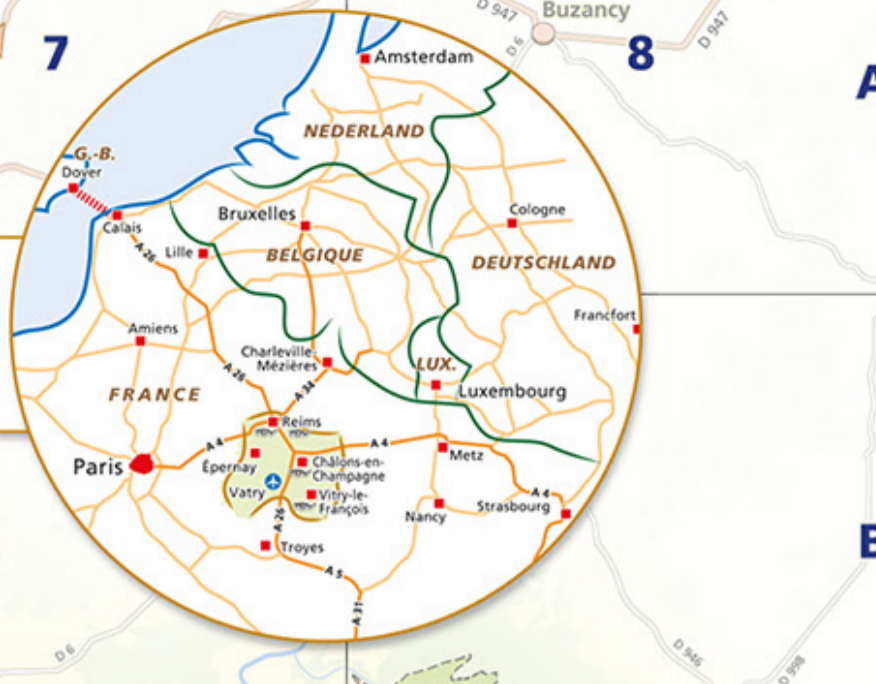 D 947
Buzancy
7
8
D 6
D 947
A
Amsterdam
NEDERLAND
G.-B.
Dover
Calais
Bruxelles
Cologne
A-26
Lille
BELGIQUE
DEUTSCHLAND
Francfort
Amiens
Charleville-
Mézières
LUX.
A-26
A-34
Luxembourg
FRANCE
Reims
A 4
A 4
Paris
Épernay
Châlons-en-
Champagne
Metz
Vatry
Vitry-le-
François
A 4
Nancy
Strasbourg
A-26
Troyes
B
A 5
A-31
D 6
D 946
D 998